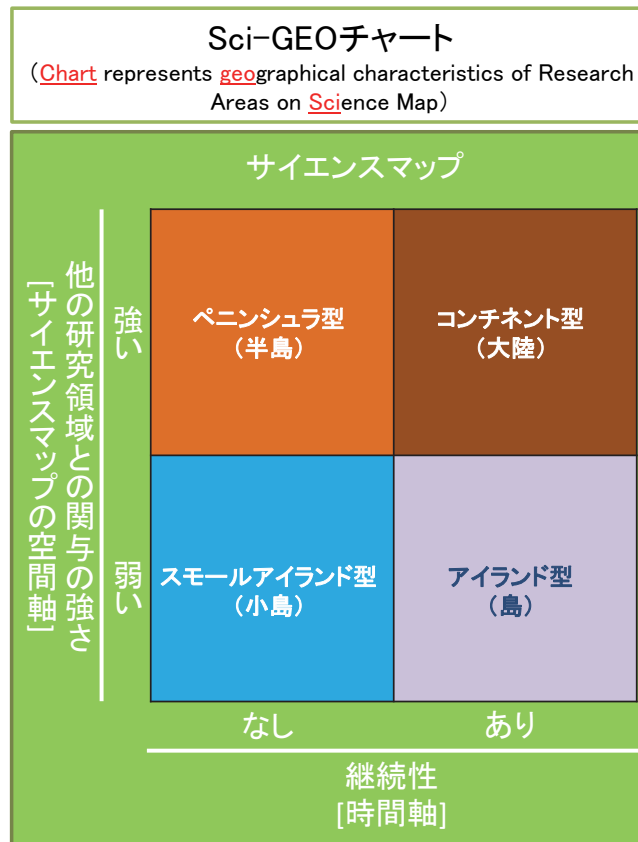 Sci-GEOチャート
（Chart represents geographical characteristics of Research
Areas on Science Map）
サイエンスマップ
他の研究領域との関与の強さ
[サイエンスマップの空間軸]
強い
弱い
ペニンシュラ型
（半島）
コンチネント型
（大陸）
スモールアイランド型
（小島）
アイランド型
（島）
なし
あり
継続性
[時間軸]